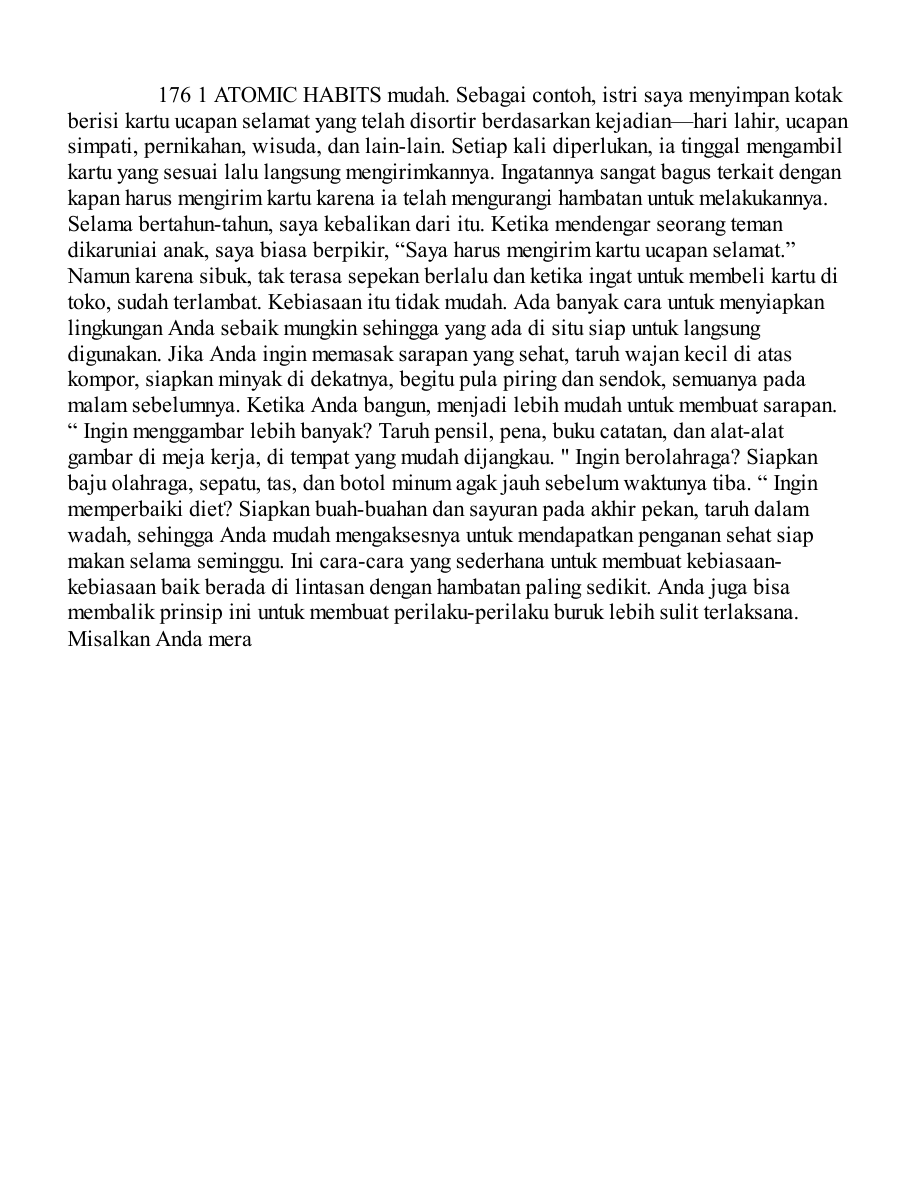 176 1 ATOMIC HABITS mudah. Sebagai contoh, istri saya menyimpan kotak
berisi kartu ucapan selamat yang telah disortir berdasarkan kejadian—hari lahir, ucapan
simpati, pernikahan, wisuda, dan lain-lain. Setiap kali diperlukan, ia tinggal mengambil
kartu yang sesuai lalu langsung mengirimkannya. Ingatannya sangat bagus terkait dengan
kapan harus mengirim kartu karena ia telah mengurangi hambatan untuk melakukannya.
Selama bertahun-tahun, saya kebalikan dari itu. Ketika mendengar seorang teman
dikaruniai anak, saya biasa berpikir, “Saya harus mengirim kartu ucapan selamat.”
Namun karena sibuk, tak terasa sepekan berlalu dan ketika ingat untuk membeli kartu di
toko, sudah terlambat. Kebiasaan itu tidak mudah. Ada banyak cara untuk menyiapkan
lingkungan Anda sebaik mungkin sehingga yang ada di situ siap untuk langsung
digunakan. Jika Anda ingin memasak sarapan yang sehat, taruh wajan kecil di atas
kompor, siapkan minyak di dekatnya, begitu pula piring dan sendok, semuanya pada
malam sebelumnya. Ketika Anda bangun, menjadi lebih mudah untuk membuat sarapan.
“ Ingin menggambar lebih banyak? Taruh pensil, pena, buku catatan, dan alat-alat
gambar di meja kerja, di tempat yang mudah dijangkau. " Ingin berolahraga? Siapkan
baju olahraga, sepatu, tas, dan botol minum agak jauh sebelum waktunya tiba. “ Ingin
memperbaiki diet? Siapkan buah-buahan dan sayuran pada akhir pekan, taruh dalam
wadah, sehingga Anda mudah mengaksesnya untuk mendapatkan penganan sehat siap
makan selama seminggu. Ini cara-cara yang sederhana untuk membuat kebiasaan-
kebiasaan baik berada di lintasan dengan hambatan paling sedikit. Anda juga bisa
membalik prinsip ini untuk membuat perilaku-perilaku buruk lebih sulit terlaksana.
Misalkan Anda mera